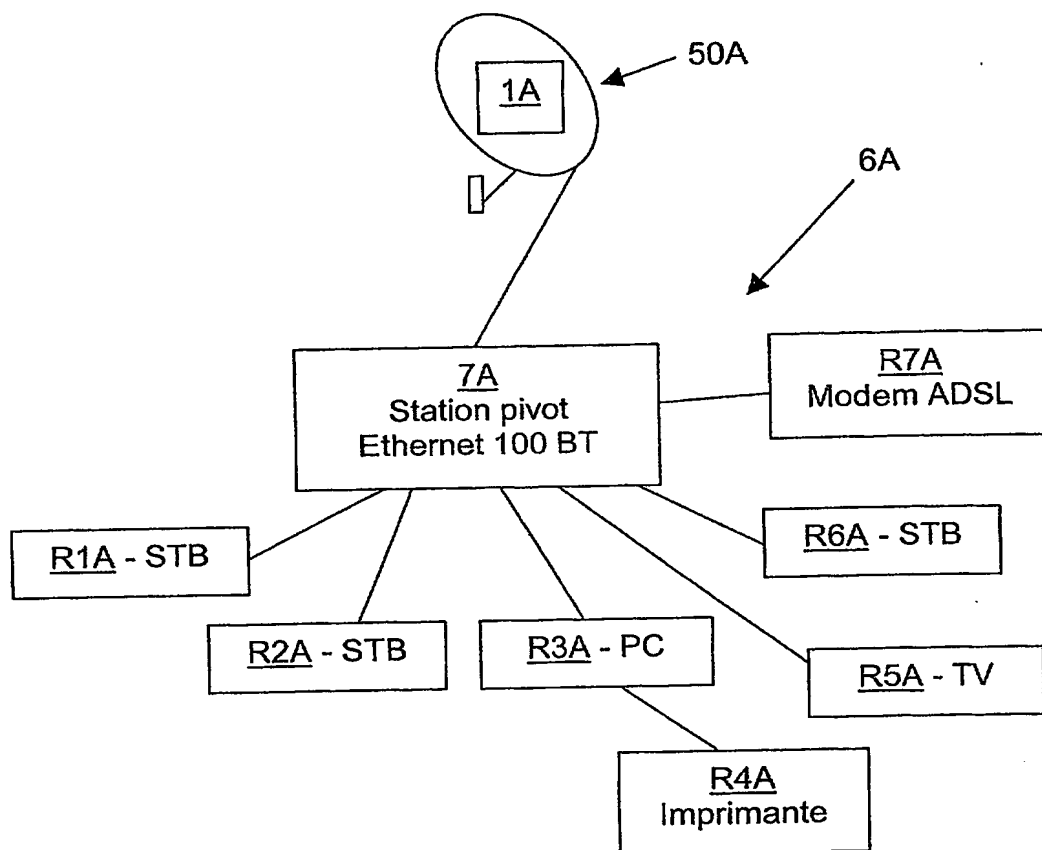 50A
1A
6A
7A
Station pivot
Ethernet 100 BT
R7A
Modem ADSL
R1A - STB
R6A - STB
R2A - STB
R3A - PC
R5A - TV
R4A
Imprimante